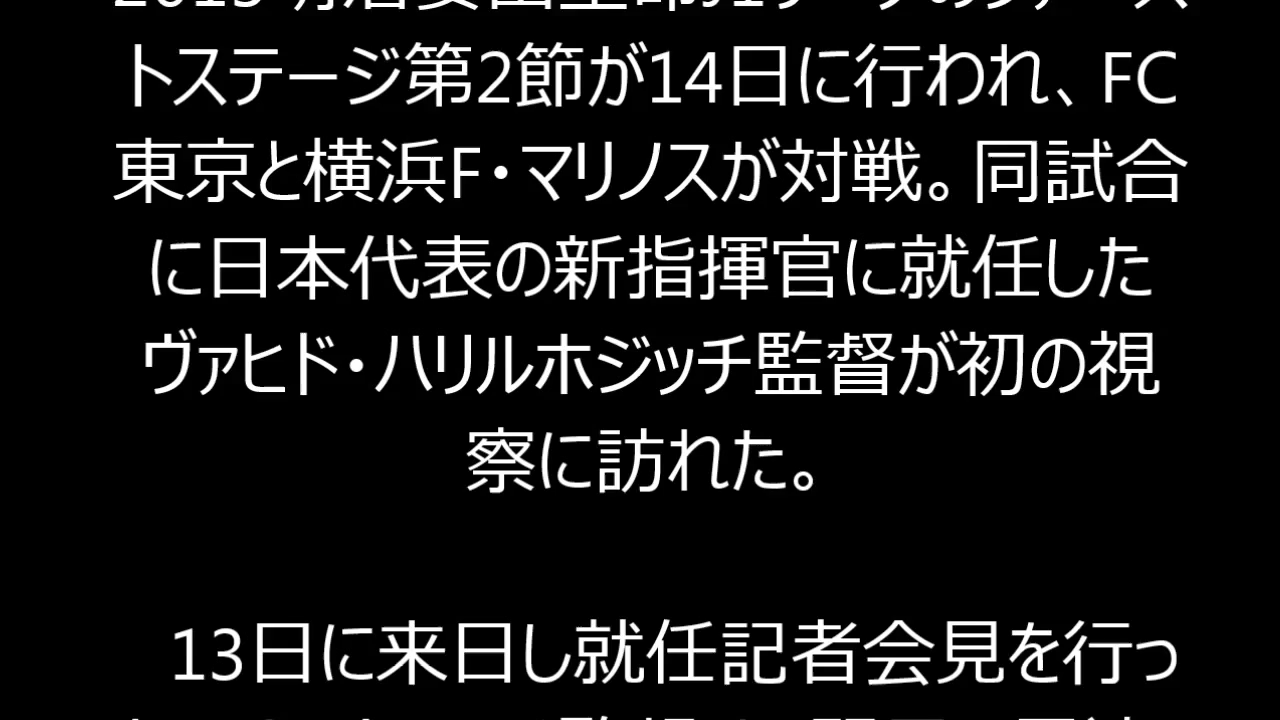 トステージ第2節が14日に行われ、FC
東京と横浜F・マリノスが対戦。同試合
に日本代表の新指揮官に就任した
ヴァヒド・ハリルホジッチ監督が初の視
察に訪れた。
13日に来日し就任記者会見を行っ